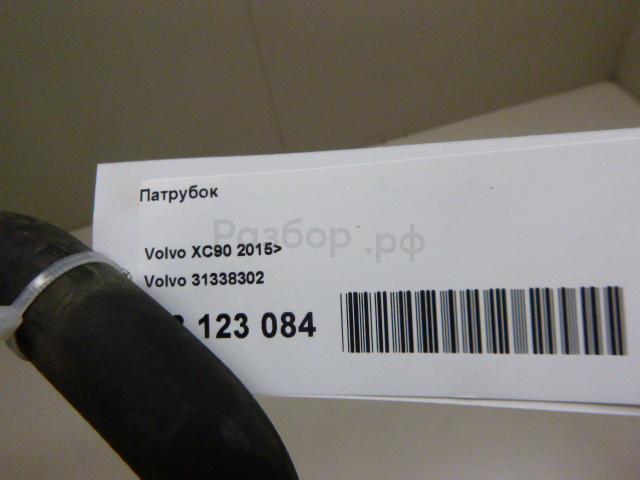 Патрубок
Разбор.рф
Volvo XC90 2015>
Volvo 31338302
123 084